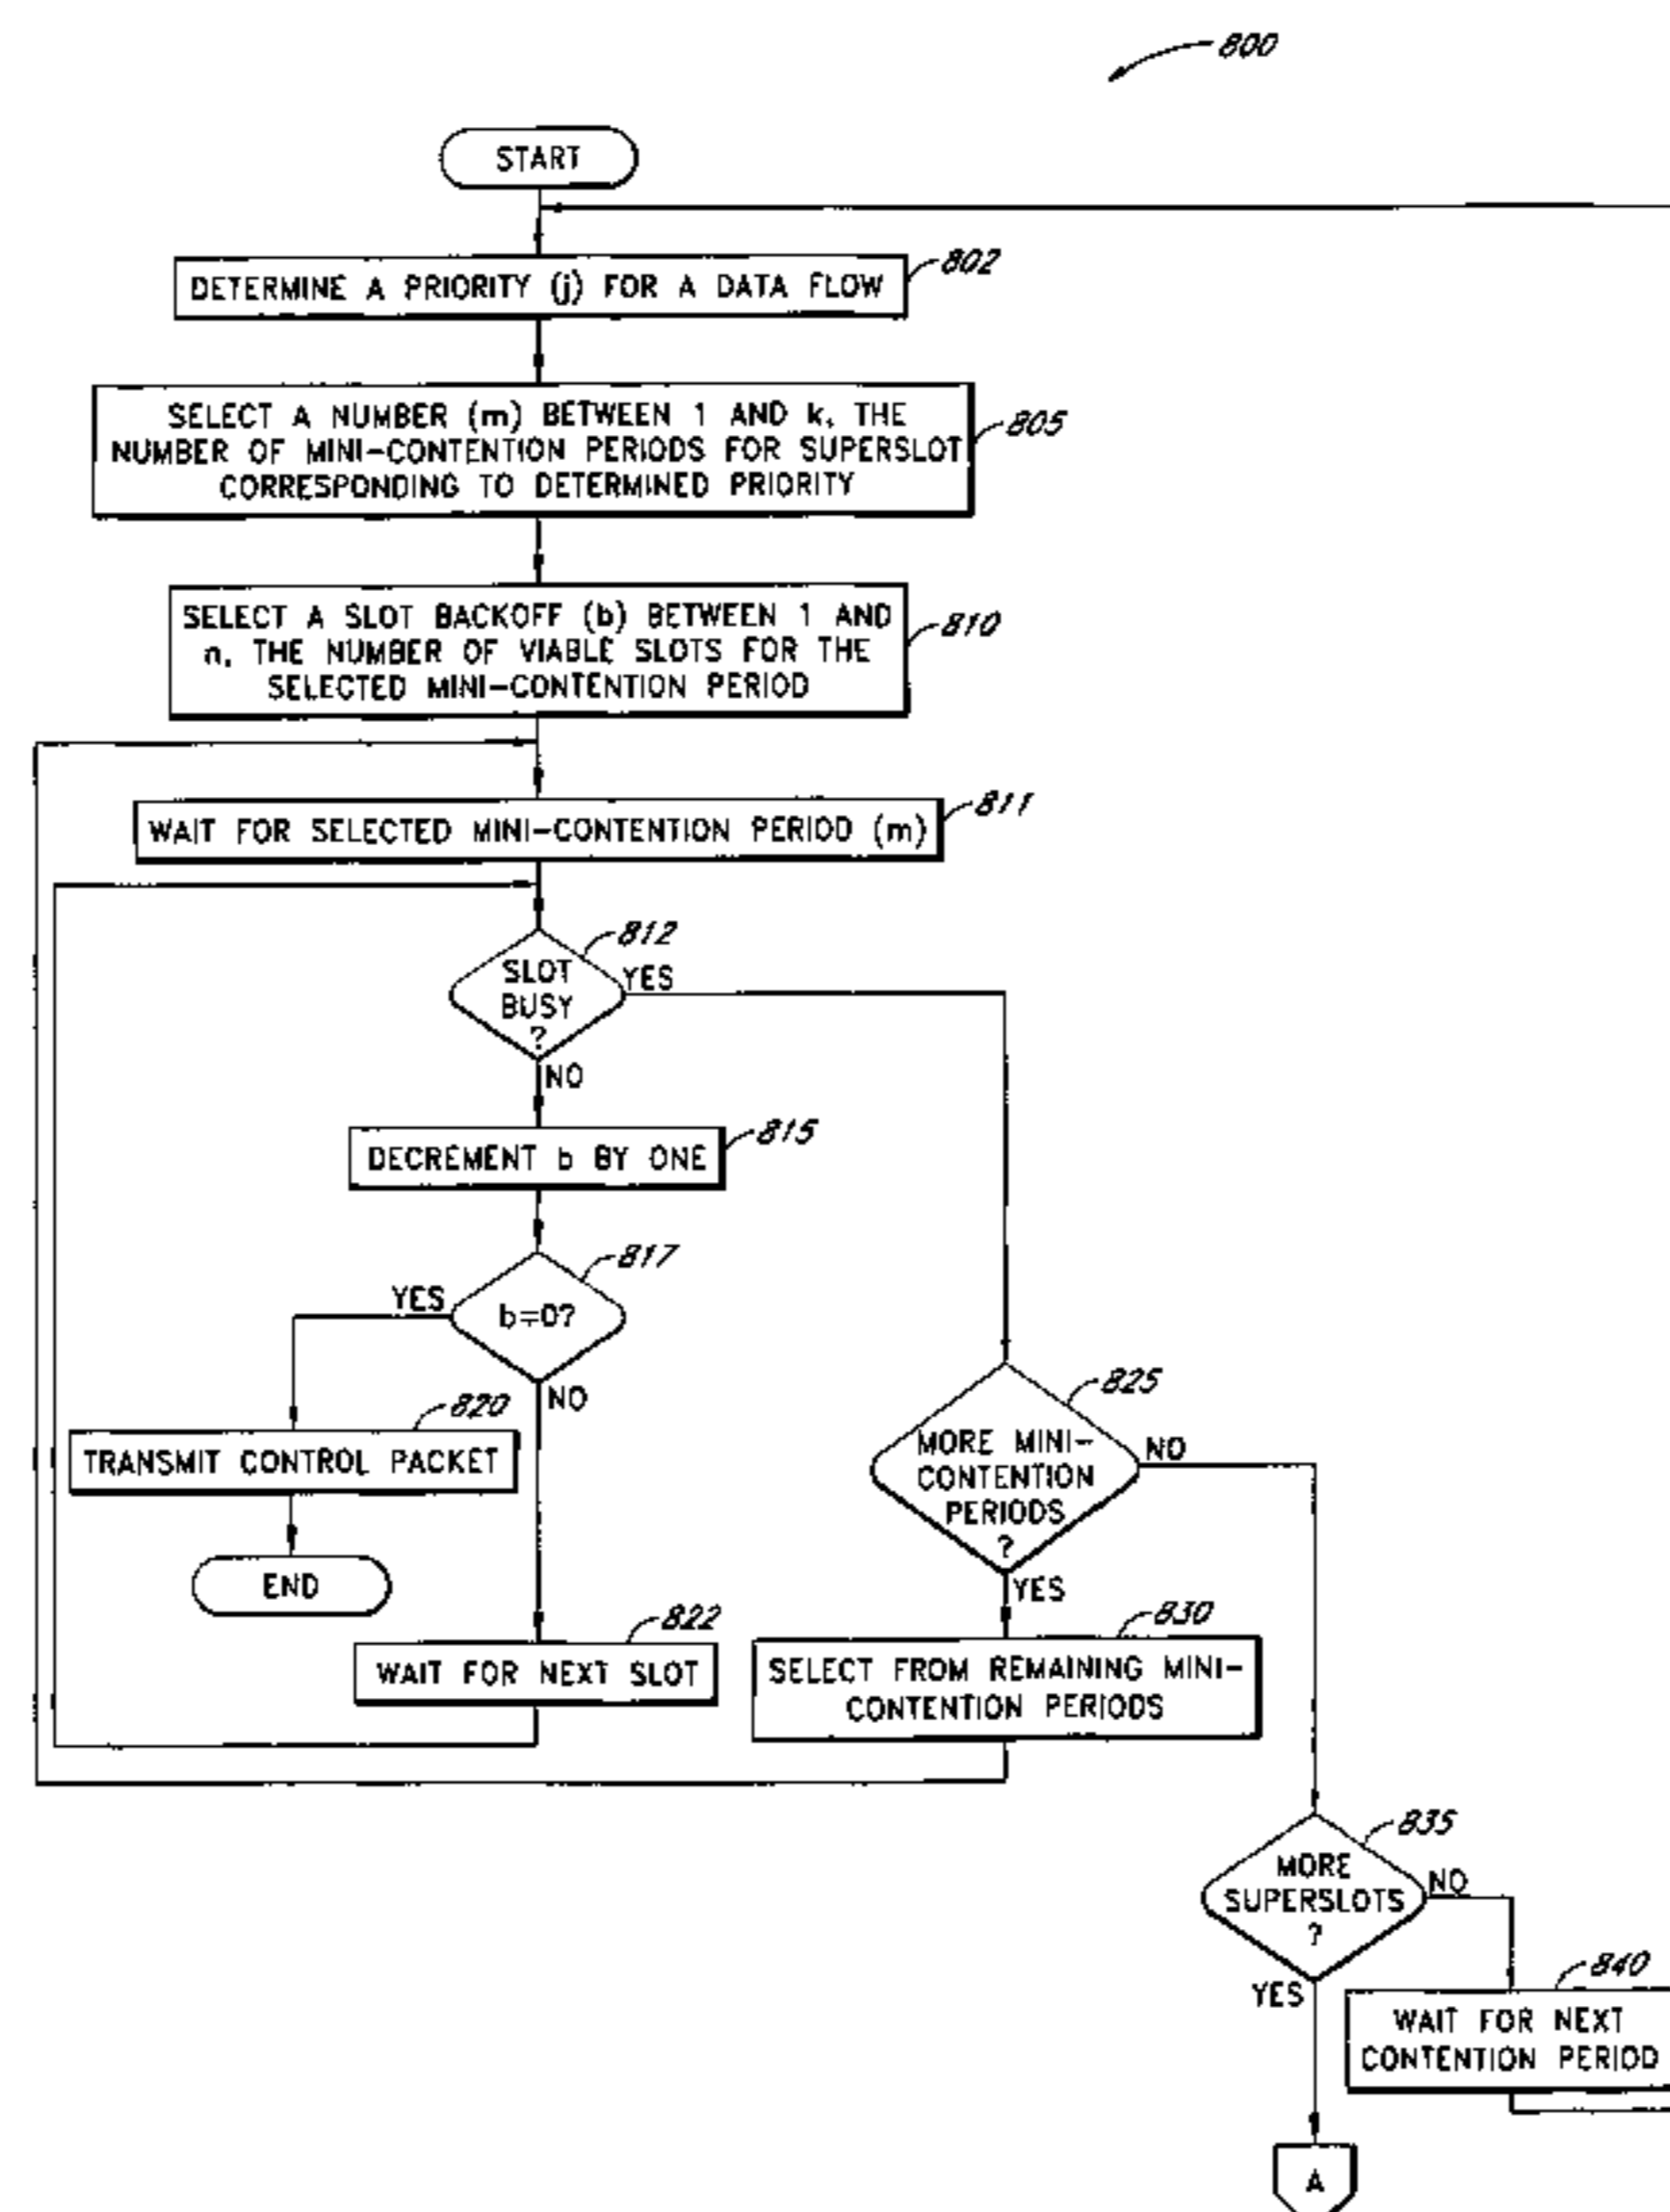 800
START
802
DETERMINE A PRIORITY (j) FOR A DATA FLOW
805
SELECT A NUMBER (m) BETWEEN 1 AND k, THE
NUMBER OF MINI-CONTENTION PERIODS FOR SUPERSLOT
CORRESPONDING TO DETERMINED PRIORITY
810
SELECT A SLOT BACKOFF (b) BETWEEN 1 AND
n, THE NUMBER OF VIABLE SLOTS FOR THE
SELECTED MINI-CONTENTION PERIOD
811
WAIT FOR SELECTED MINI-CONTENTION PERIOD (m)
812
SLOT
BUSY
?
YES
NO
815
DECREMENT b BY ONE
817
b=0?
YES
NO
820
TRANSMIT CONTROL PACKET
END
822
WAIT FOR NEXT SLOT
825
MORE MINI-
CONTENTION
PERIODS
?
NO
YES
830
SELECT FROM REMAINING MINI-
CONTENTION PERIODS
835
MORE
SUPERSLOTS
?
NO
YES
840
WAIT FOR NEXT
CONTENTION PERIOD
A